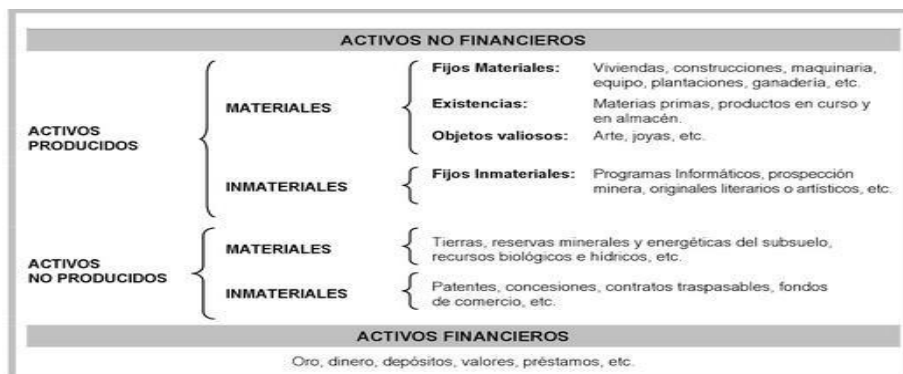 ACTIVOS NO FINANCIEROS
ACTIVOS
PRODUCIDOS
MATERIALES
Fijos Materiales: Viviendas, construcciones, maquinaria,
equipo, plantaciones, ganadería, etc.
Existencias: Materias primas, productos en curso y
en almacén.
Objetos valiosos: Arte, joyas, etc.
INMATERIALES
Fijos Inmateriales: Programas Informáticos, prospección
minera, originales literarios o artísticos, etc.
ACTIVOS
NO PRODUCIDOS
MATERIALES
Tierras, reservas minerales y energéticas del subsuelo,
recursos biológicos e hídricos, etc.
INMATERIALES
Patentes, concesiones, contratos traspasables, fondos
de comercio, etc.
ACTIVOS FINANCIEROS
Oro, dinero, depósitos, valores, préstamos, etc.